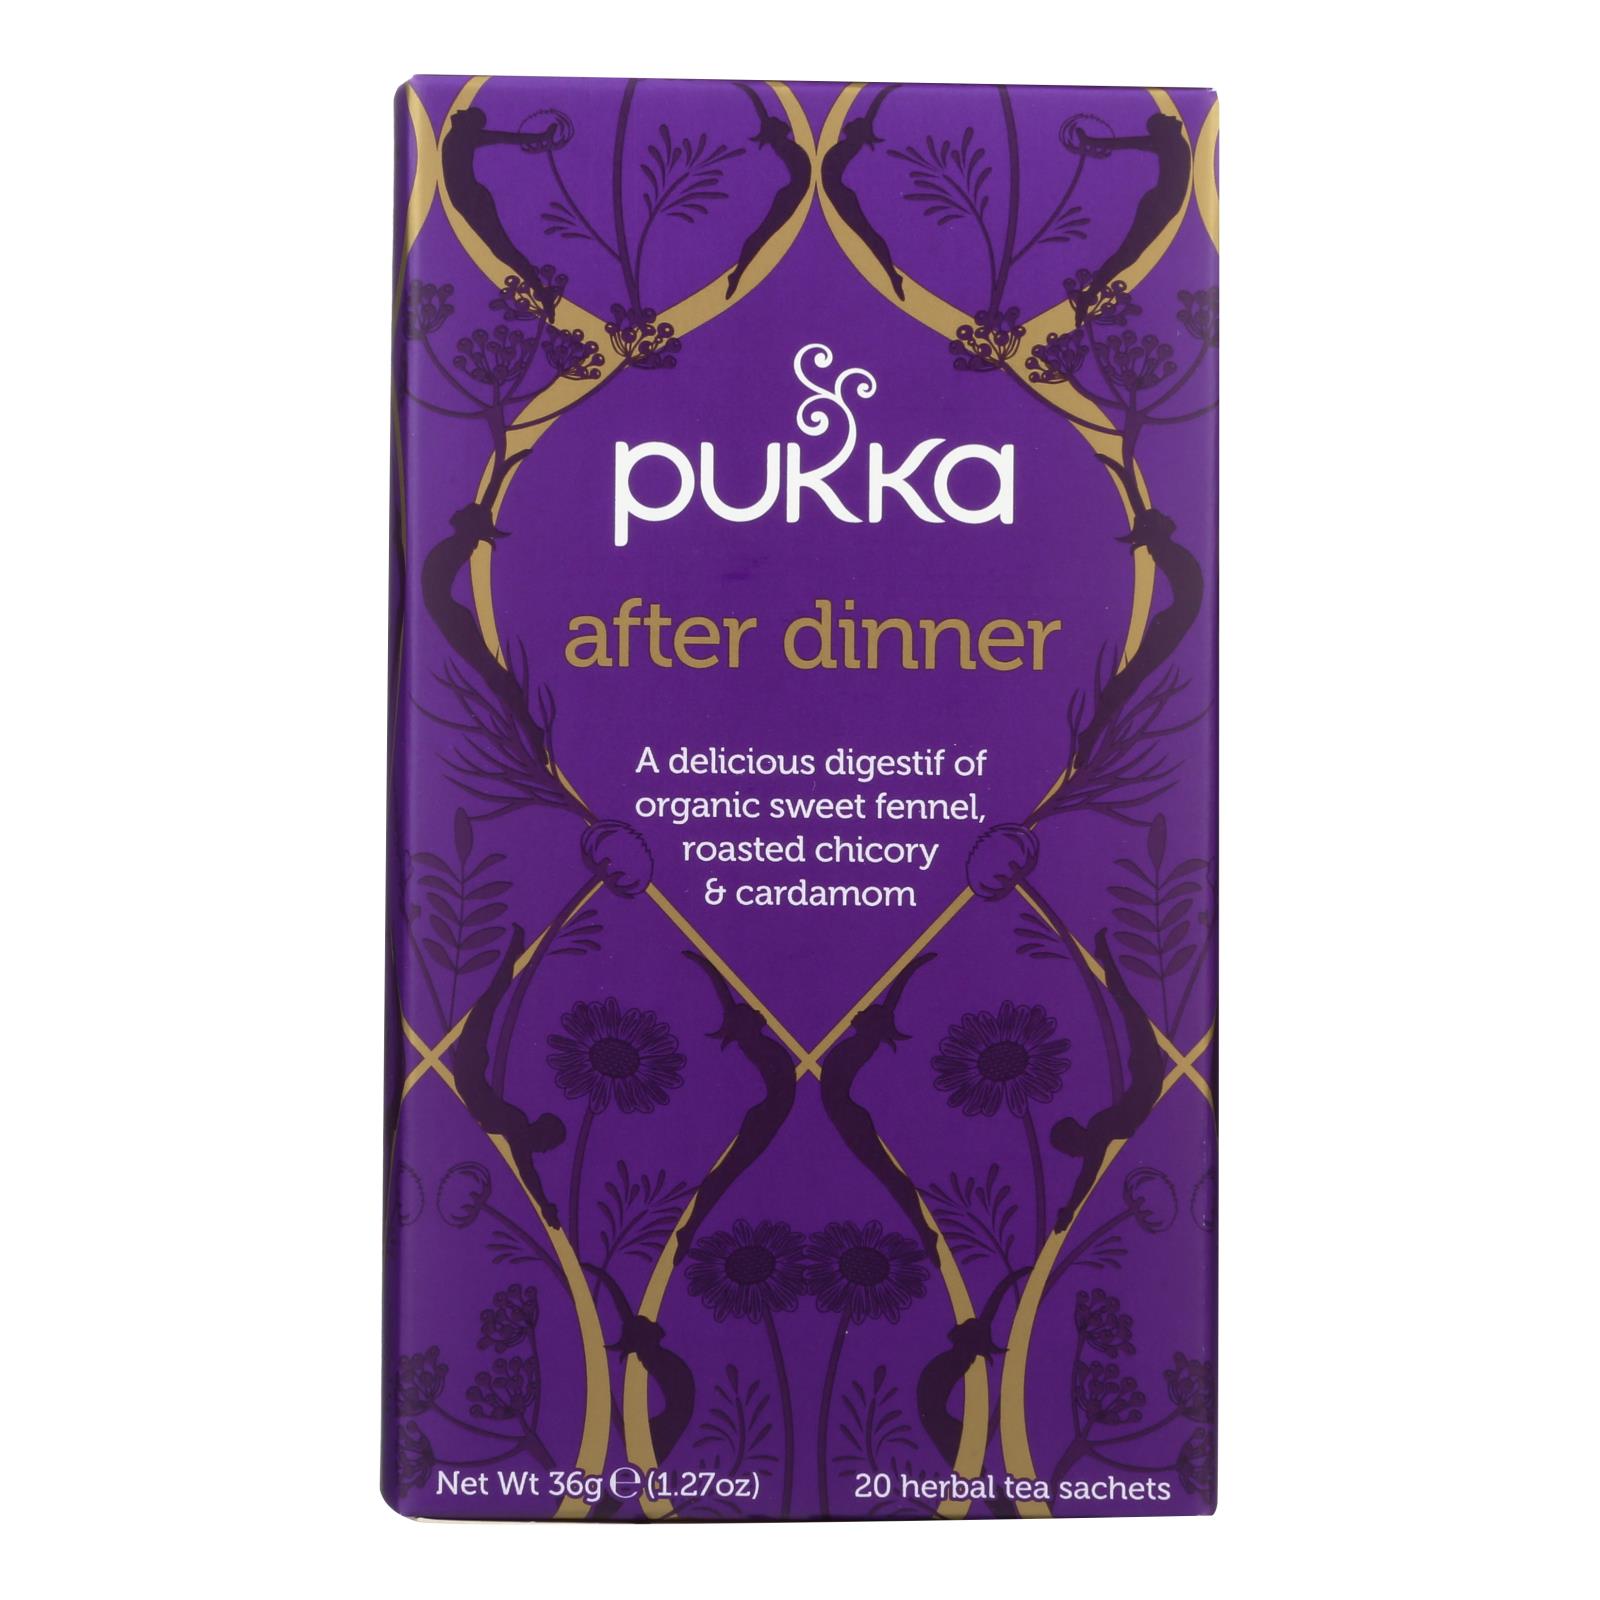 pukka
after dinner
A delicious digestif of
organic sweet fennel,
roasted chicory
& cardamom
Net Wt 36g ℮ (1.27oz)
20 herbal tea sachets